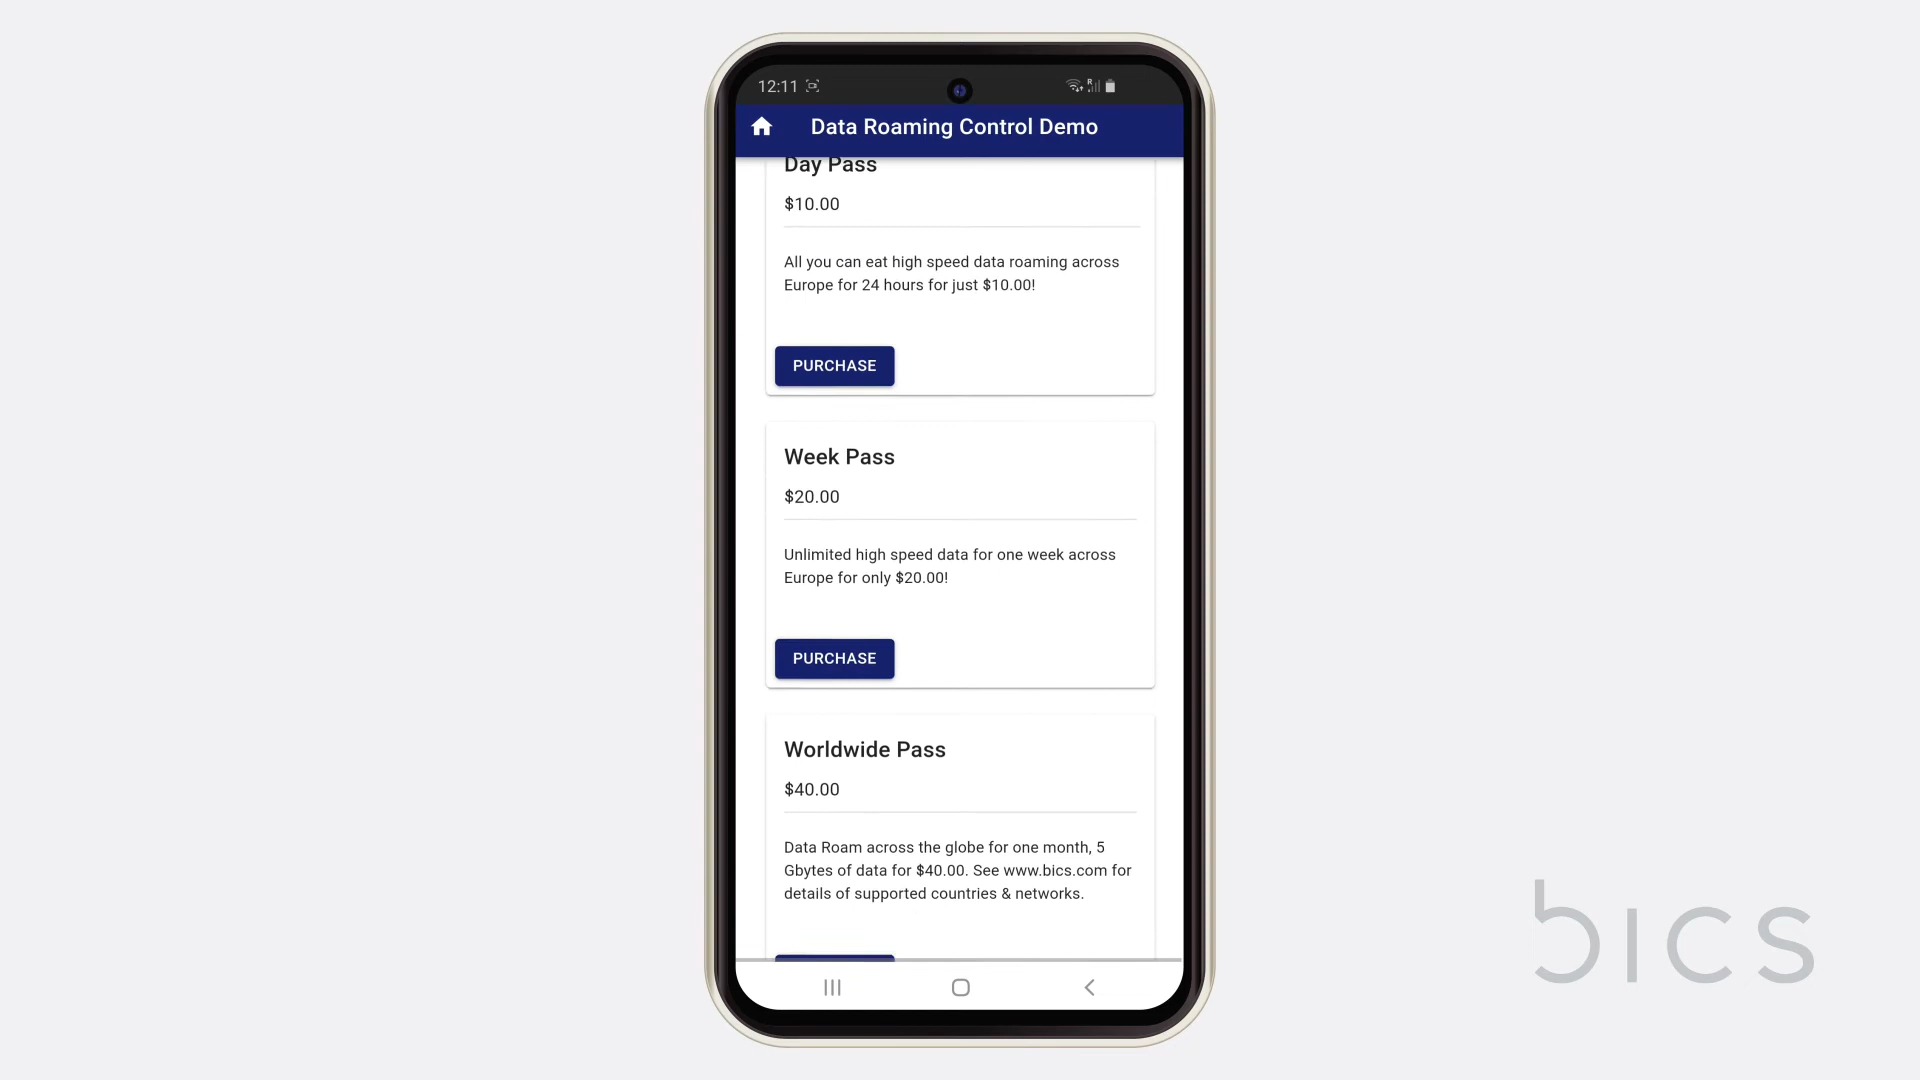 12:11
Data Roaming Control Demo
Day Pass
$10.00
All you can eat high speed data roaming across
Europe for 24 hours for just $10.00!
PURCHASE
Week Pass
$20.00
Unlimited high speed data for one week across
Europe for only $20.00!
PURCHASE
Worldwide Pass
$40.00
Data Roam across the globe for one month, 5
Gbytes of data for $40.00. See www.bics.com for
details of supported countries & networks.
bics